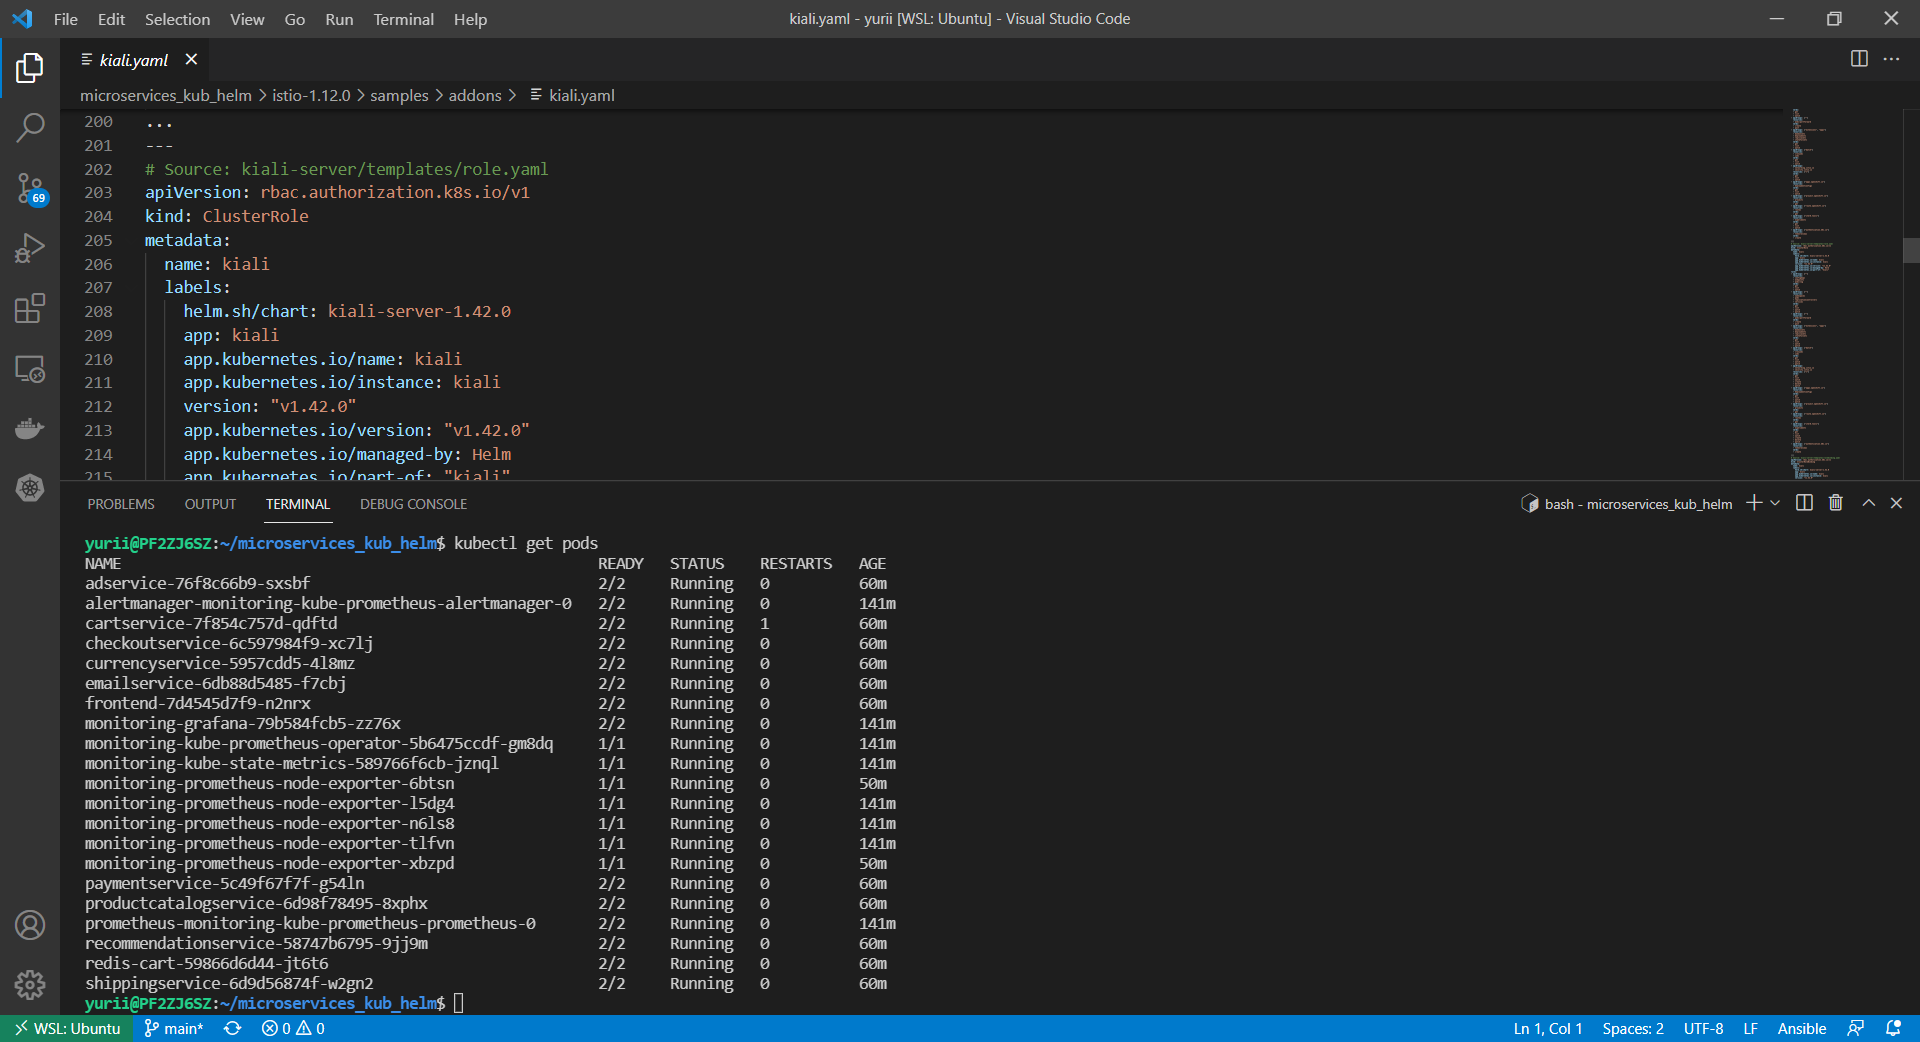 File Edit Selection View Go Run Terminal Help
kiali.yaml - yurii [WSL: Ubuntu] - Visual Studio Code
kiali.yaml
microservices_kub_helm > istio-1.12.0 > samples > addons > kiali.yaml
200 ...
201 ---
202 # Source: kiali-server/templates/role.yaml
203 apiVersion: rbac.authorization.k8s.io/v1
204 kind: ClusterRole
205 metadata:
206 name: kiali
207 labels:
208 helm.sh/chart: kiali-server-1.42.0
209 app: kiali
210 app.kubernetes.io/name: kiali
211 app.kubernetes.io/instance: kiali
212 version: "v1.42.0"
213 app.kubernetes.io/version: "v1.42.0"
214 app.kubernetes.io/managed-by: Helm
215 app.kubernetes.io/part-of: "kiali"
69
PROBLEMS OUTPUT TERMINAL DEBUG CONSOLE
bash - microservices_kub_helm
yurii@PF2ZJ6SZ:~/microservices_kub_helm$ kubectl get pods
NAME READY STATUS RESTARTS AGE
adservice-76f8c66b9-sxsbf 2/2 Running 0 60m
alertmanager-monitoring-kube-prometheus-alertmanager-0 2/2 Running 0 141m
cartservice-7f854c757d-qdftd 2/2 Running 1 60m
checkoutservice-6c597984f9-xc7lj 2/2 Running 0 60m
currencyservice-5957cdd5-4l8mz 2/2 Running 0 60m
emailservice-6db88d5485-f7cbj 2/2 Running 0 60m
frontend-7d4545d7f9-n2nrx 2/2 Running 0 60m
monitoring-grafana-79b584fcb5-zz76x 2/2 Running 0 141m
monitoring-kube-prometheus-operator-5b6475ccdf-gm8dq 1/1 Running 0 141m
monitoring-kube-state-metrics-589766f6cb-jznql 1/1 Running 0 141m
monitoring-prometheus-node-exporter-6btsn 1/1 Running 0 50m
monitoring-prometheus-node-exporter-l5dg4 1/1 Running 0 141m
monitoring-prometheus-node-exporter-n6ls8 1/1 Running 0 141m
monitoring-prometheus-node-exporter-tlfvn 1/1 Running 0 141m
monitoring-prometheus-node-exporter-xbzpd 1/1 Running 0 50m
paymentservice-5c49f67f7f-g54ln 2/2 Running 0 60m
productcatalogservice-6d98f78495-8xphx 2/2 Running 0 60m
prometheus-monitoring-kube-prometheus-prometheus-0 2/2 Running 0 141m
recommendationservice-58747b6795-9jj9m 2/2 Running 0 60m
redis-cart-59866d6d44-jt6t6 2/2 Running 0 60m
shippingservice-6d9d56874f-w2gn2 2/2 Running 0 60m
yurii@PF2ZJ6SZ:~/microservices_kub_helm$
WSL: Ubuntu main* 0 0 Ln 1, Col 1 Spaces: 2 UTF-8 LF Ansible